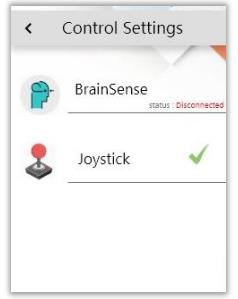 Control Settings
BrainSense
status : Disconnected
Joystick